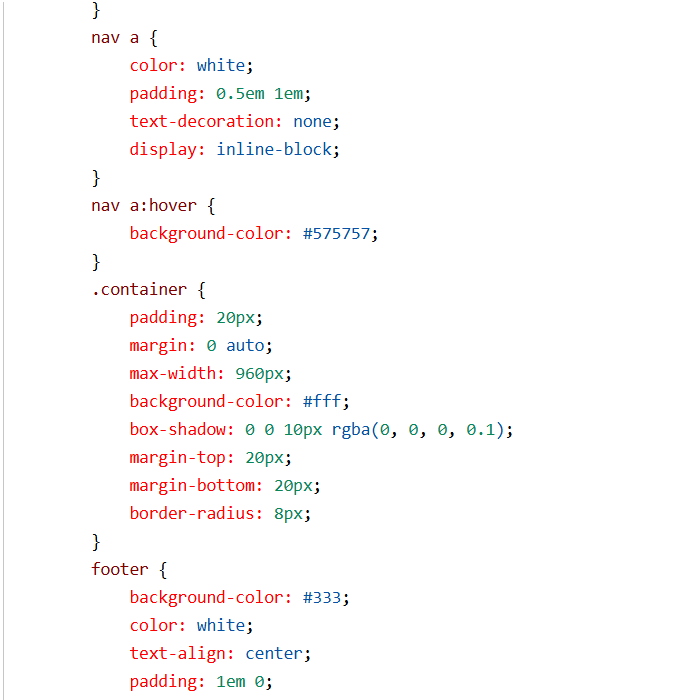 }
nav a {
color: white;
padding: 0.5em 1em;
text-decoration: none;
display: inline-block;
}
nav a:hover {
background-color: #575757;
}
.container {
padding: 20px;
margin: 0 auto;
max-width: 960px;
background-color: #fff;
box-shadow: 0 0 10px rgba(0, 0, 0, 0.1);
margin-top: 20px;
margin-bottom: 20px;
border-radius: 8px;
}
footer {
background-color: #333;
color: white;
text-align: center;
padding: 1em 0;